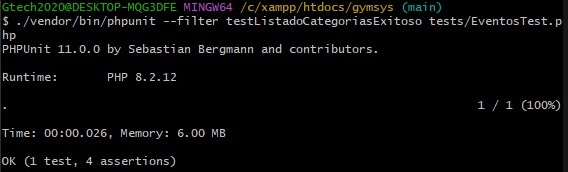 Gtech2020@DESKTOP-MQG3DFE MINGW64 /c/xampp/htdocs/gymsys (main)
$ ./vendor/bin/phpunit --filter testListadoCategoriasExitoso tests/EventosTest.p
hp
PHPUnit 11.0.0 by Sebastian Bergmann and contributors.
Runtime:       PHP 8.2.12
.                                                                   1 / 1 (100%)
Time: 00:00.026, Memory: 6.00 MB
OK (1 test, 4 assertions)